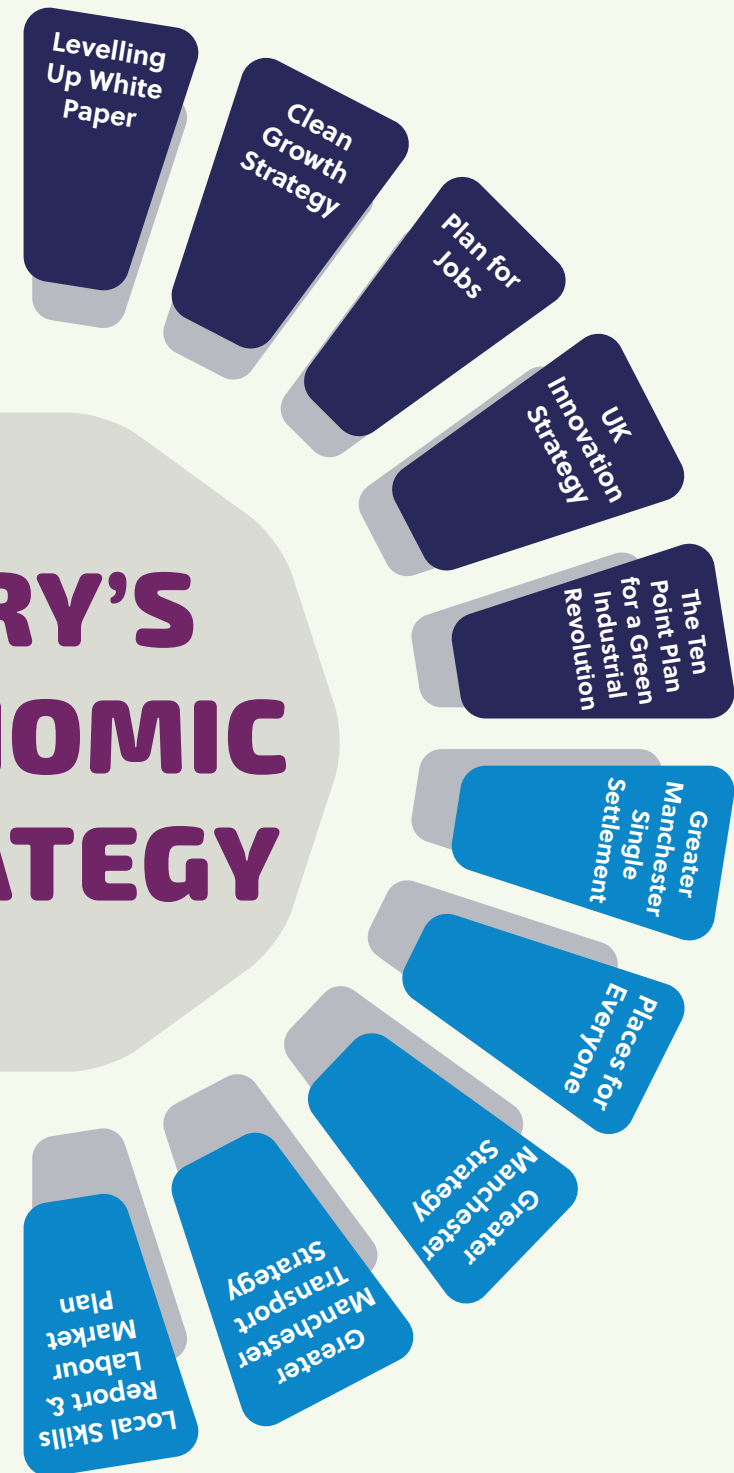 Levelling
Up White
Paper
Clean
Growth
Strategy
Plan for
Jobs
UK
Innovation
Strategy
The Ten
Point Plan
for a Green
Industrial
Revolution
RY’S
NOMIC
ATEGY
Greater
Manchester
Single
Settlement
Places for
Everyone
Greater
Manchester
Strategy
Greater
Manchester
Transport
Strategy
Local Skills
Report &
Labour
Market
Plan